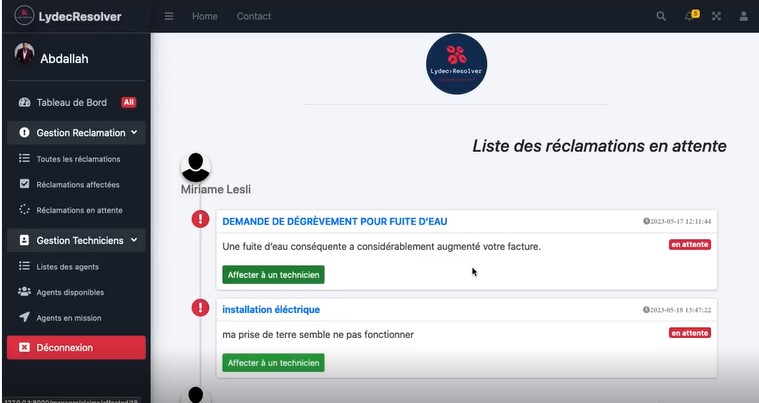 LydecResolver
Home
Contact
6
Abdallah
Lydec>Resolver
Tableau de Bord
All
Gestion Reclamation
Toutes les réclamations
Réclamations affectées
Réclamations en attente
Gestion Techniciens
Listes des agents
Agents disponibles
Agents en mission
Déconnexion
Liste des réclamations en attente
Miriame Lesli
DEMANDE DE DÉGRÈVEMENT POUR FUITE D'EAU
2023-05-17 12:11:44
Une fuite d'eau conséquente a considérablement augmenté votre facture.
en attente
Affecter à un technicien
installation éléctrique
2023-05-18 13:47:22
ma prise de terre semble ne pas fonctionner
en attente
Affecter à un technicien